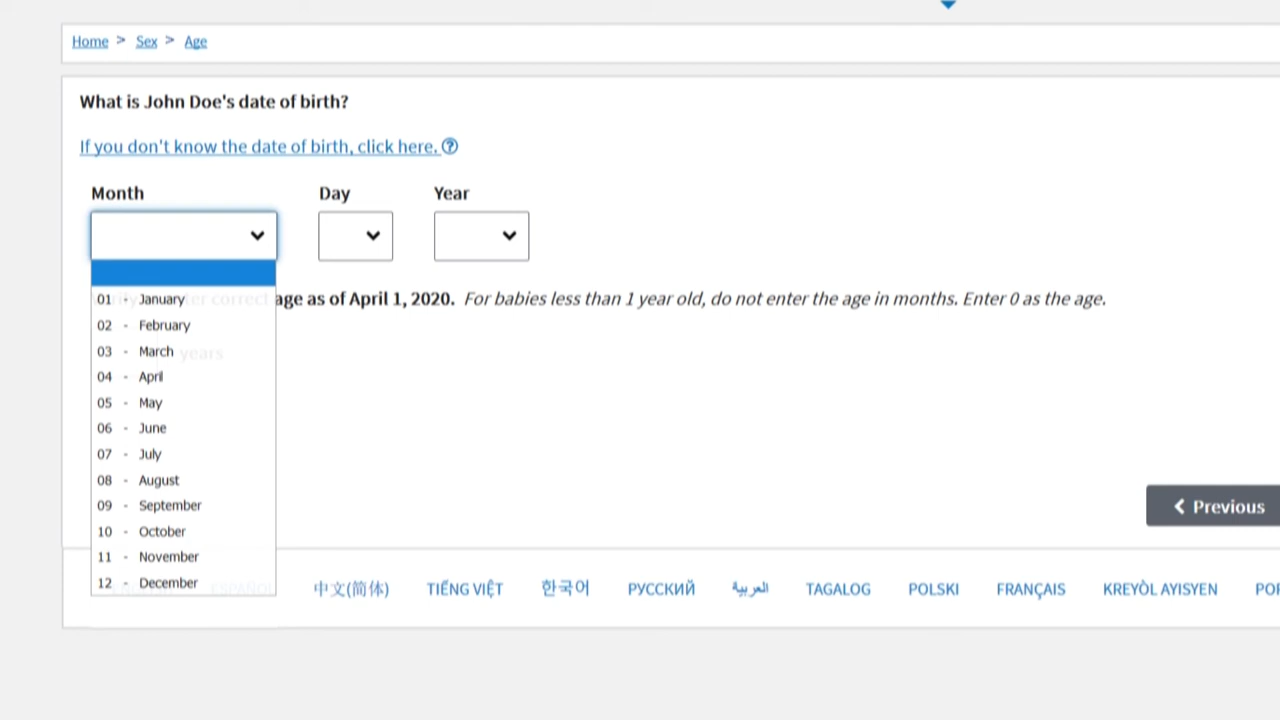 Home > Sex > Age
What is John Doe's date of birth?
If you don't know the date of birth, click here.
Month Day Year
01 - January
age as of April 1, 2020. For babies less than 1 year old, do not enter the age in months. Enter 0 as the age.
02 - February
03 - March years
04 - April
05 - May
06 - June
07 - July
08 - August
09 - September
10 - October
11 - November
12 - December
Previous
ESPAÑOL 中文(简体) TIẾNG VIỆT 한국어 РУССКИЙ العربية TAGALOG POLSKI FRANÇAIS KREYÒL AYISYEN